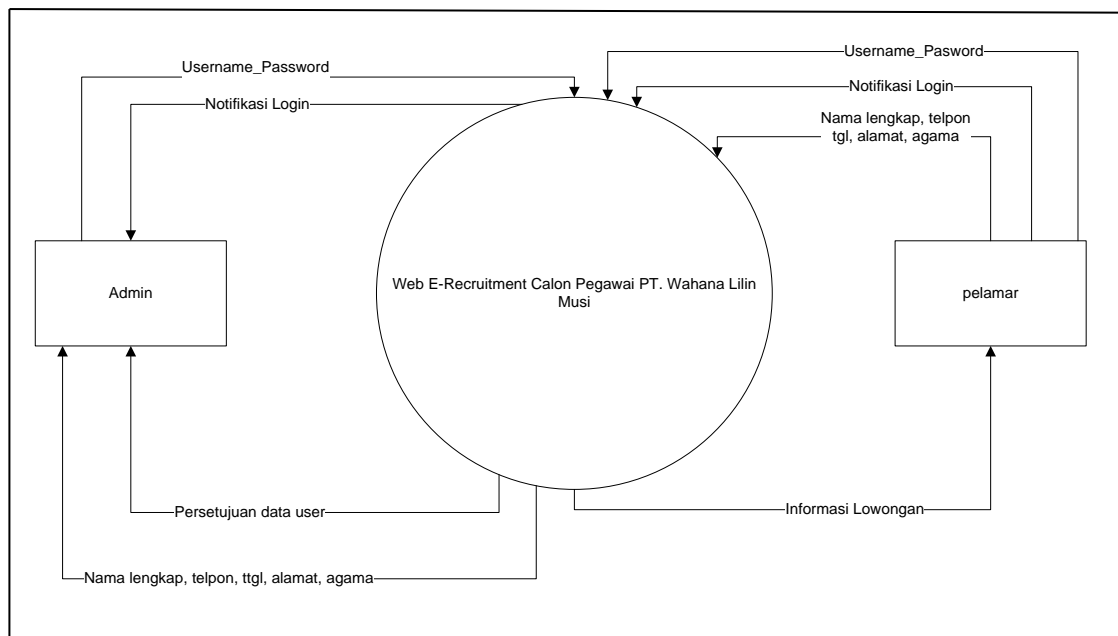 Username_Pasword
Username_Password
Notifikasi Login
Notifikasi Login
Nama lengkap, telpon
tgl, alamat, agama
Web E-Recruitment Calon Pegawai PT. Wahana Lilin
Musi
Admin
pelamar
Persetujuan data user
Informasi Lowongan
Nama lengkap, telpon, ttgl, alamat, agama